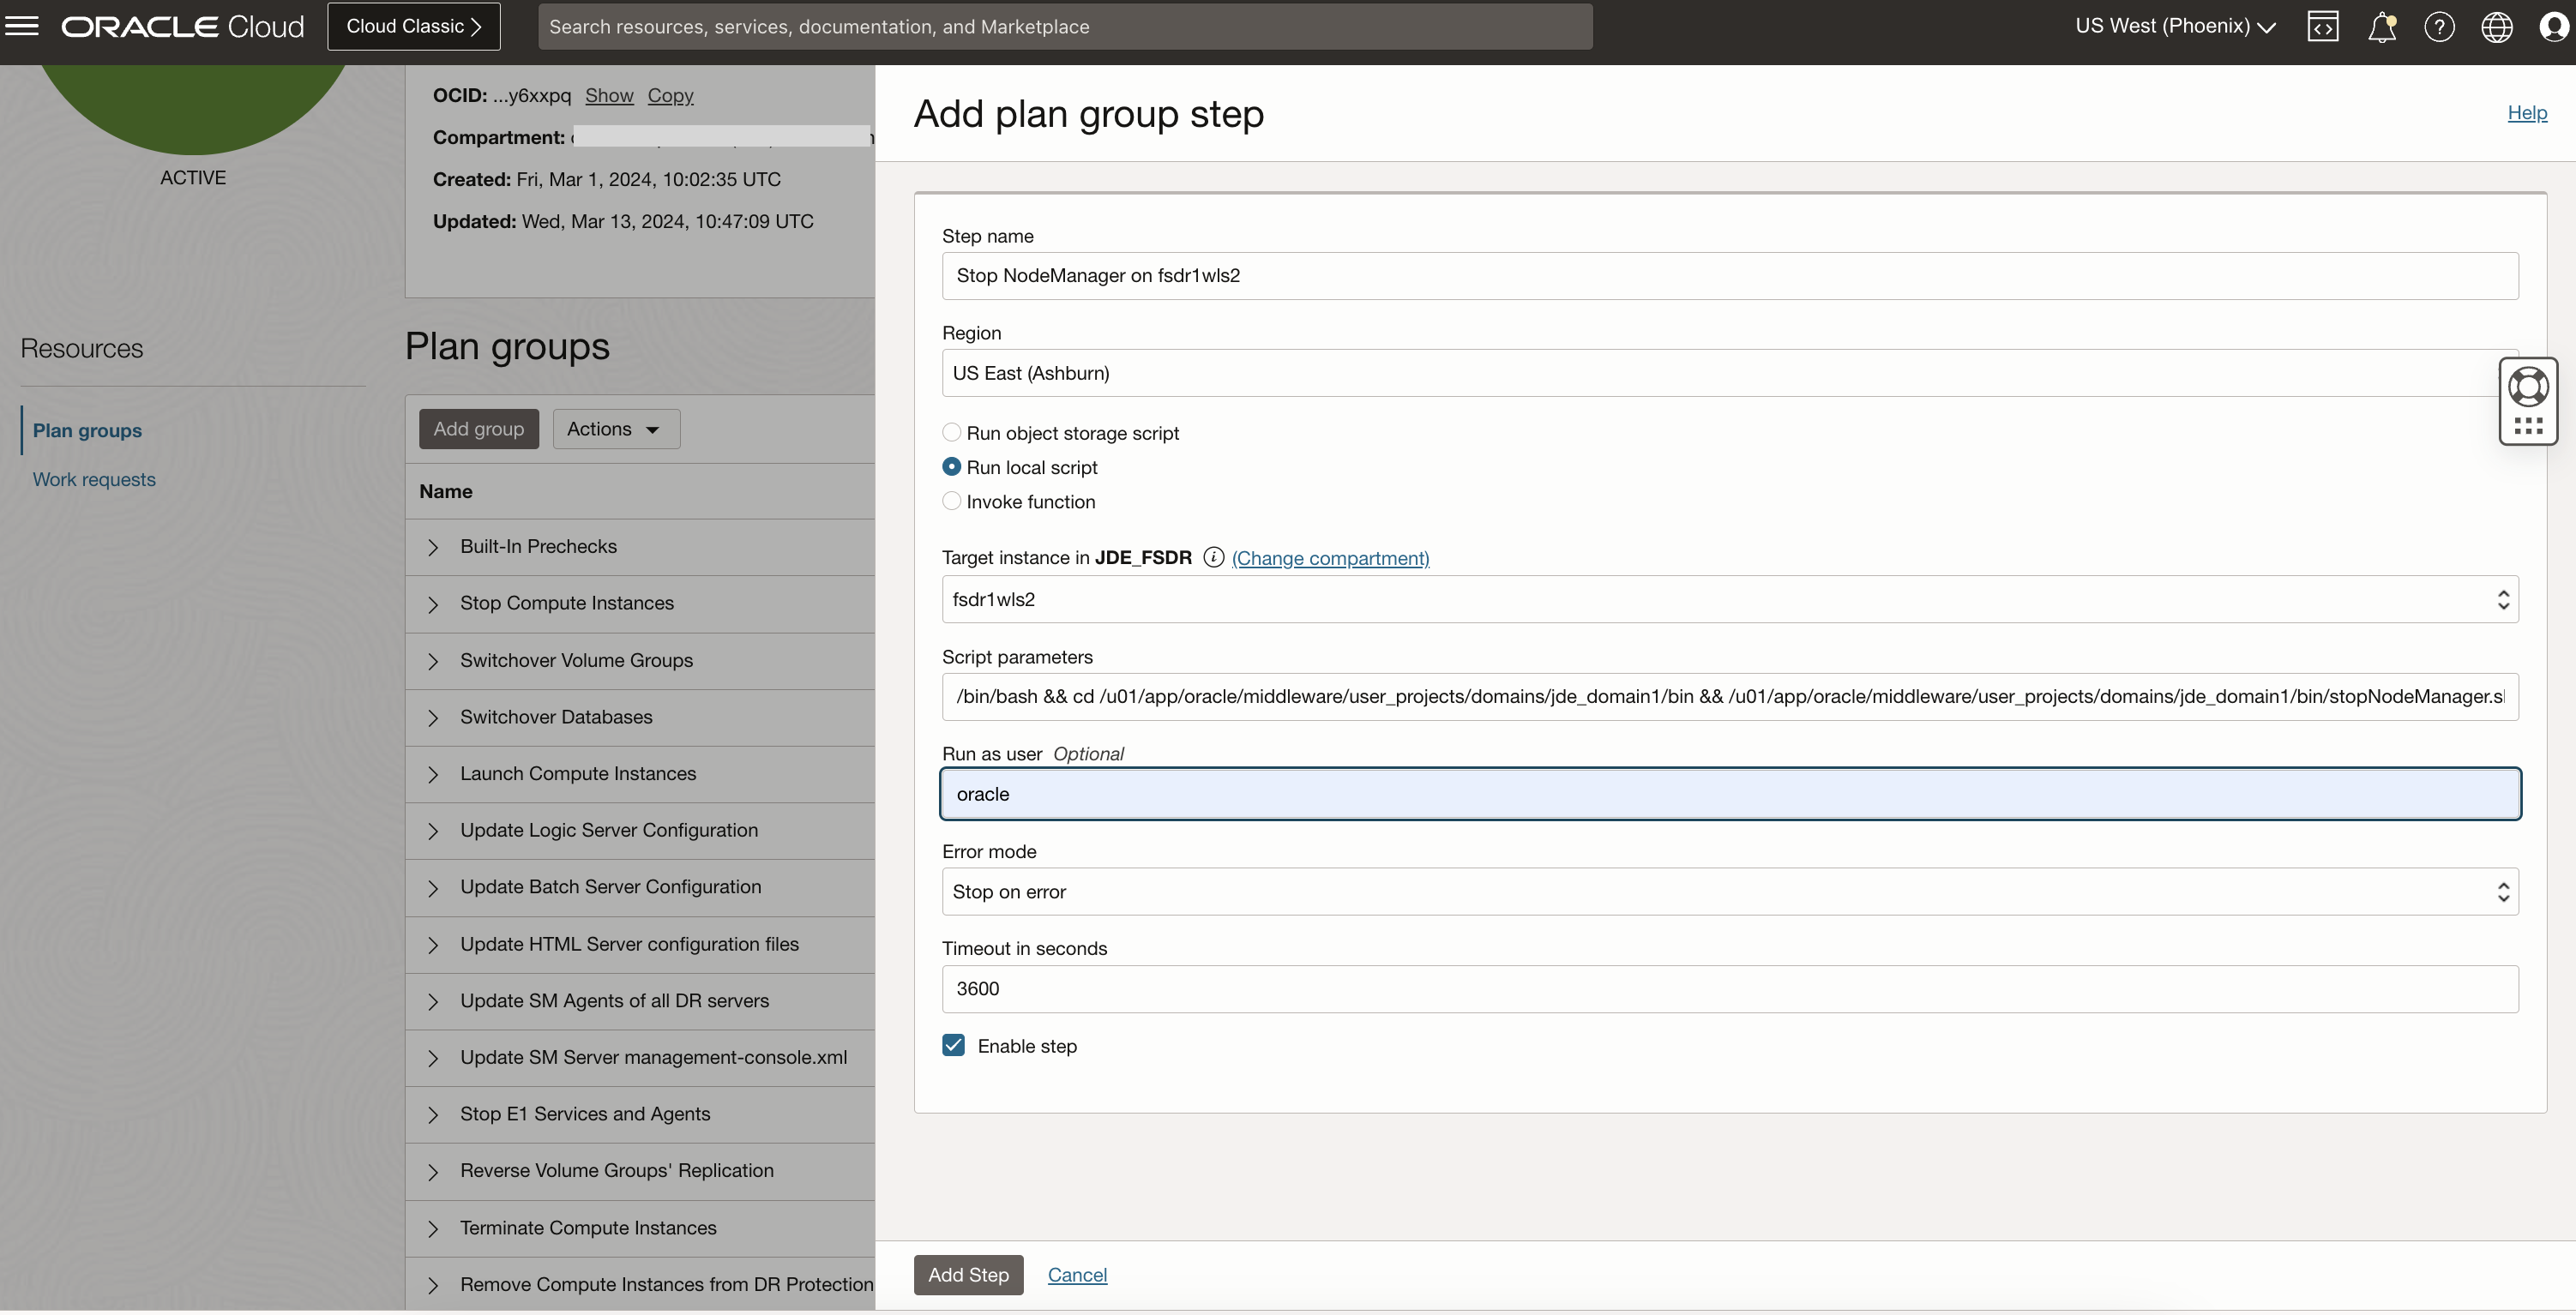 ORACLE Cloud
Cloud Classic
Search resources, services, documentation, and Marketplace
US West (Phoenix)
ACTIVE
OCID: ...y6xxpq Show Copy
Compartment:
Created: Fri, Mar 1, 2024, 10:02:35 UTC
Updated: Wed, Mar 13, 2024, 10:47:09 UTC
Resources
Plan groups
Work requests
Plan groups
Add group
Actions
Name
Built-In Prechecks
Stop Compute Instances
Switchover Volume Groups
Switchover Databases
Launch Compute Instances
Update Logic Server Configuration
Update Batch Server Configuration
Update HTML Server configuration files
Update SM Agents of all DR servers
Update SM Server management-console.xml
Stop E1 Services and Agents
Reverse Volume Groups' Replication
Terminate Compute Instances
Remove Compute Instances from DR Protection
Add plan group step
Help
Step name
Stop NodeManager on fsdr1wls2
Region
US East (Ashburn)
Run object storage script
Run local script
Invoke function
Target instance in JDE_FSDR (Change compartment)
fsdr1wls2
Script parameters
/bin/bash && cd /u01/app/oracle/middleware/user_projects/domains/jde_domain1/bin && /u01/app/oracle/middleware/user_projects/domains/jde_domain1/bin/stopNodeManager.s
Run as user Optional
oracle
Error mode
Stop on error
Timeout in seconds
3600
Enable step
Add Step
Cancel